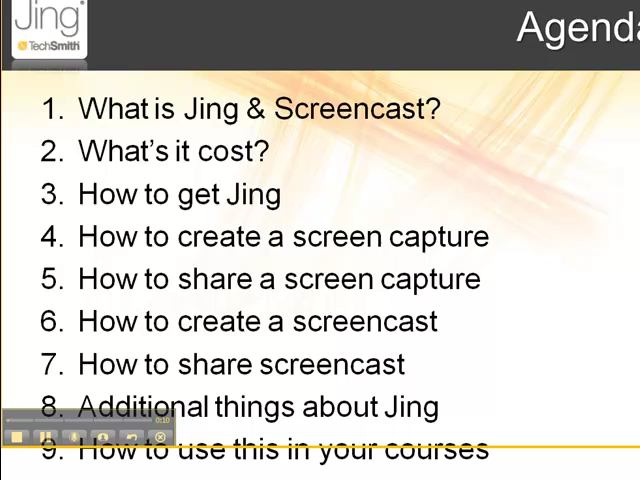 Jing
TechSmith
Agenda
1. What is Jing & Screencast?
2. What's it cost?
3. How to get Jing
4. How to create a screen capture
5. How to share a screen capture
6. How to create a screencast
7. How to share screencast
8. Additional things about Jing
0:10
9. How to use this in your courses